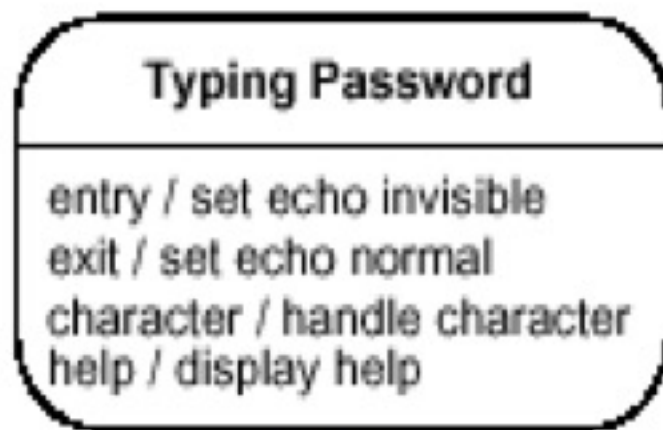 Typing Password
entry / set echo invisible
exit / set echo normal
character / handle character
help / display help